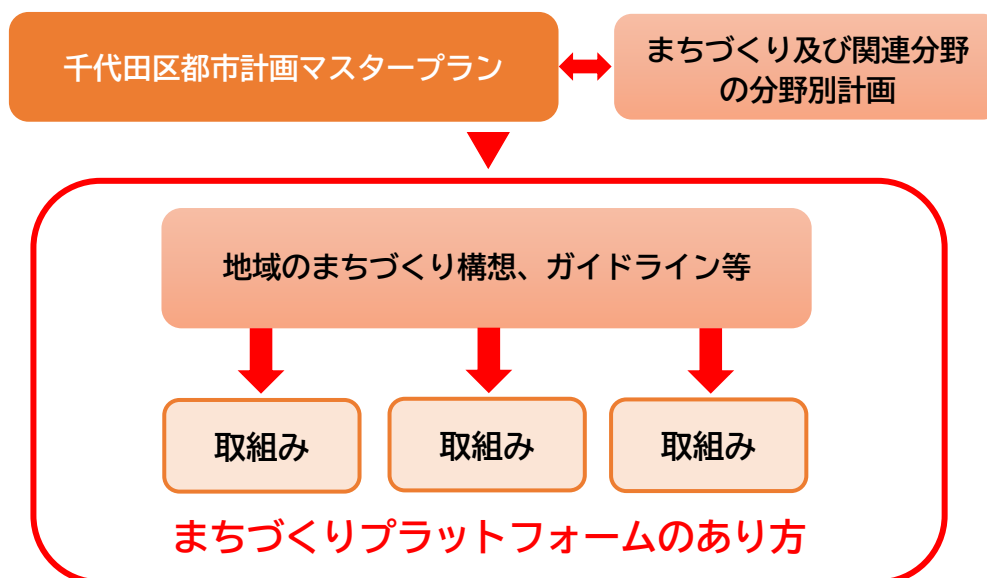 千代田区都市計画マスタープラン
まちづくり及び関連分野
の分野別計画
地域のまちづくり構想、ガイドライン等
取組み
取組み
取組み
まちづくりプラットフォームのあり方